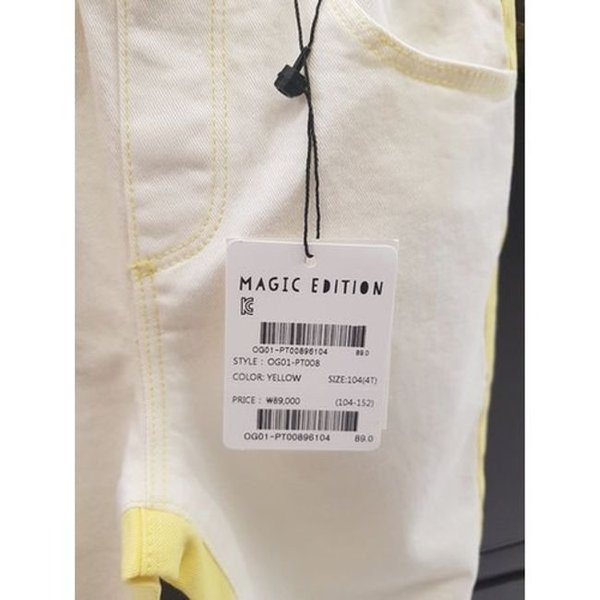 MAGIC EDITION
KC
OG01-PT00896104 89.0
STYLE : OG01-PT008
COLOR: YELLOW SIZE:104(4T)
PRICE : ₩89,000 (104-152)
OG01-PT00896104 89.0